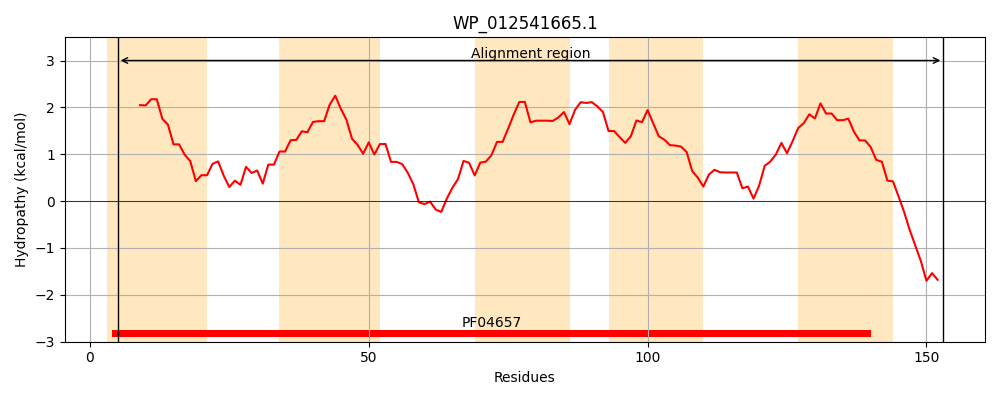 WP_012541665.1
Alignment region
3
2
1
0
−1
−2
−3
Hydropathy (kcal/mol)
PF04657
0
50
100
150
Residues